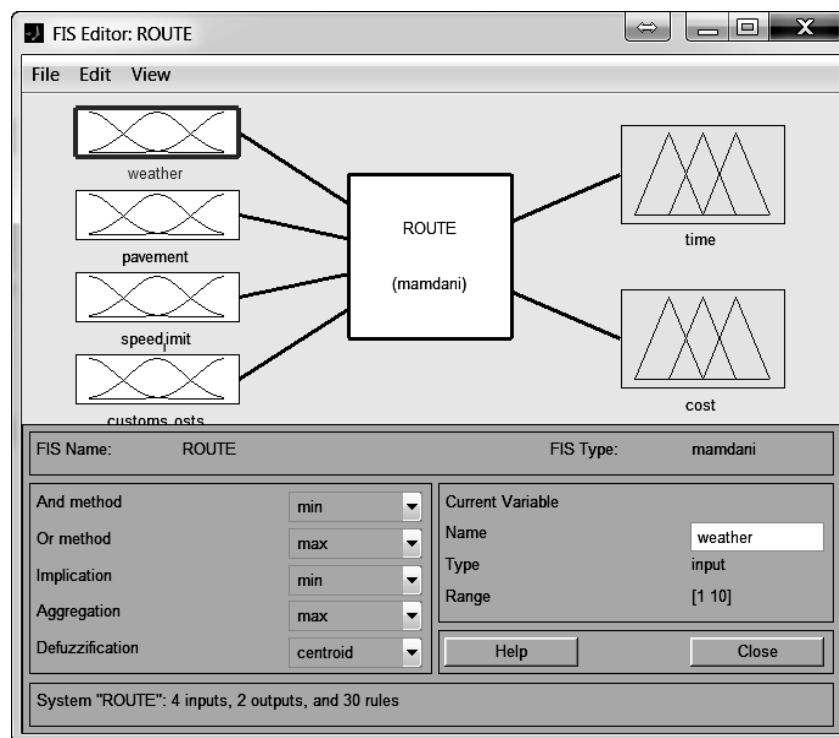 FIS Editor: ROUTE
File Edit View
weather
pavement
speed_limit
customs_osts
ROUTE
(mamdani)
time
cost
FIS Name: ROUTE FIS Type: mamdani
And method min
Or method max
Implication min
Aggregation max
Defuzzification centroid
Current Variable
Name weather
Type input
Range [1 10]
Help Close
System "ROUTE": 4 inputs, 2 outputs, and 30 rules